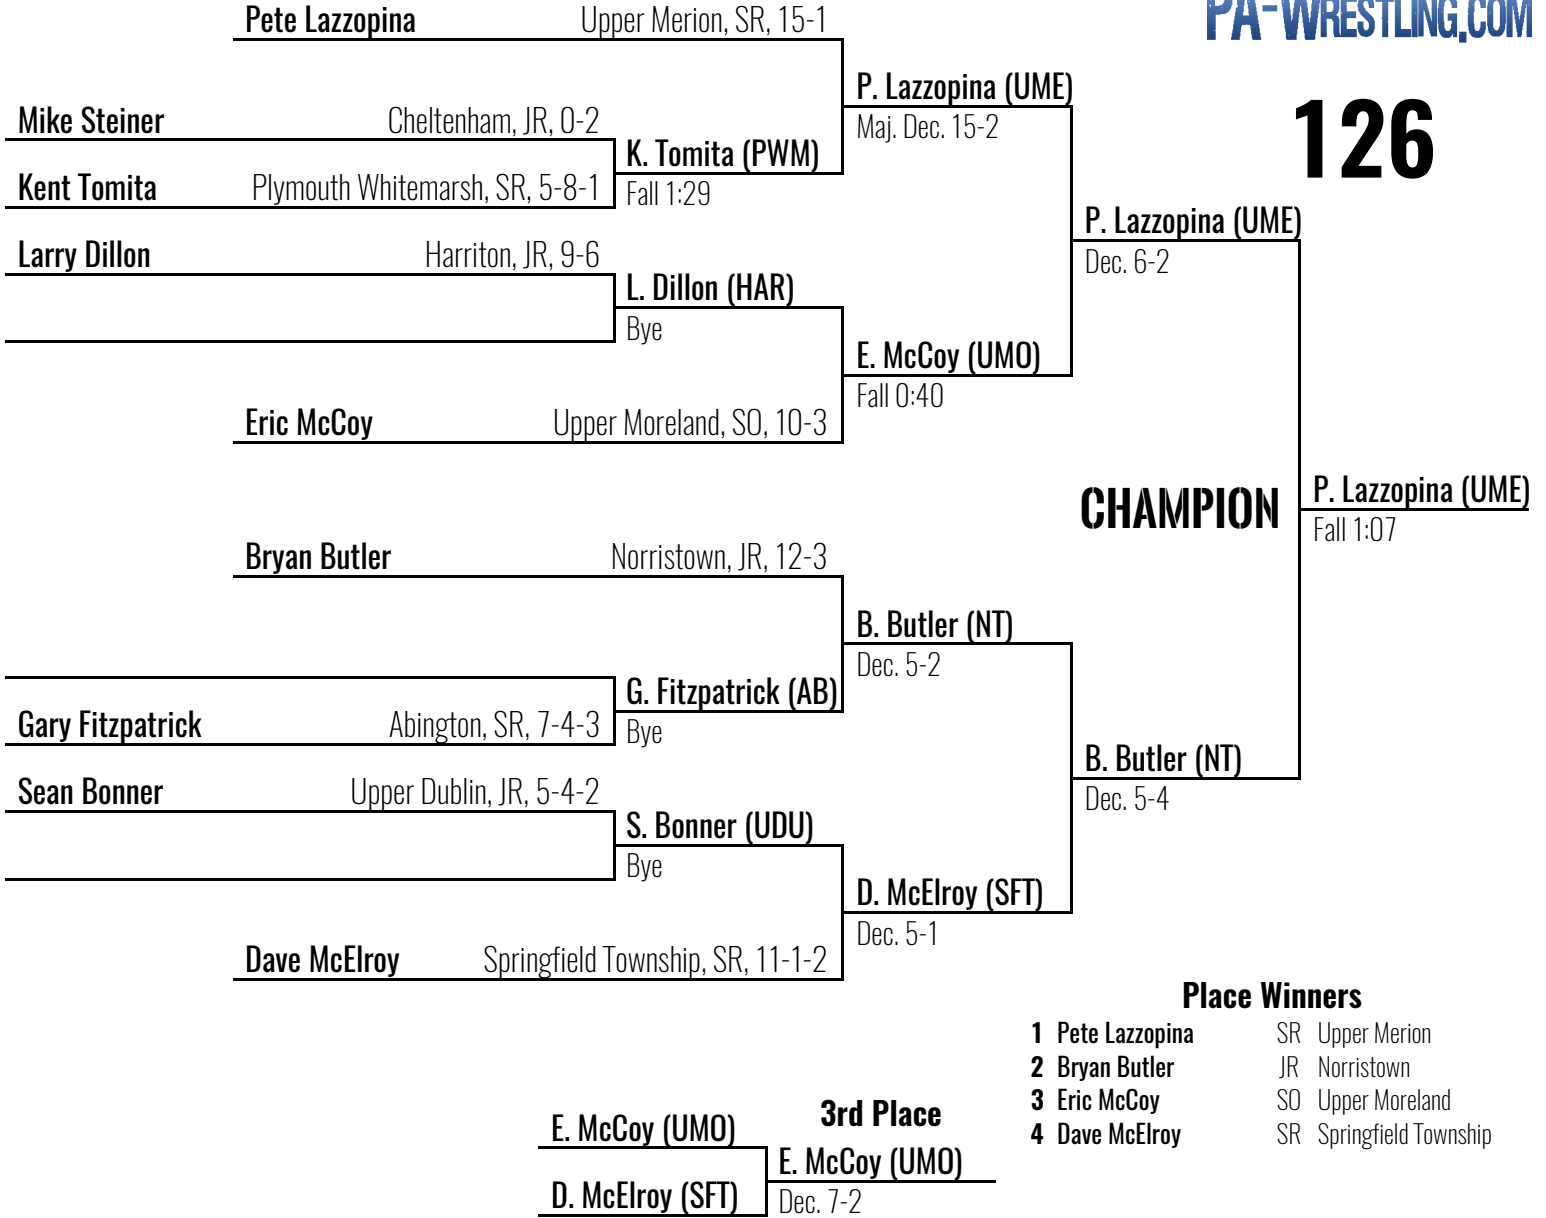 Pete Lazzopina Upper Merion, SR, 15-1
PA-WRESTLING.COM
P. Lazzopina (UME)
Maj. Dec. 15-2
126
Mike Steiner Cheltenham, JR, 0-2
K. Tomita (PWM)
Fall 1:29
Kent Tomita Plymouth Whitemarsh, SR, 5-8-1
P. Lazzopina (UME)
Dec. 6-2
Larry Dillon Harriton, JR, 9-6
L. Dillon (HAR)
Bye
E. McCoy (UMO)
Fall 0:40
Eric McCoy Upper Moreland, SO, 10-3
CHAMPION
P. Lazzopina (UME)
Fall 1:07
Bryan Butler Norristown, JR, 12-3
B. Butler (NT)
Dec. 5-2
G. Fitzpatrick (AB)
Bye
Gary Fitzpatrick Abington, SR, 7-4-3
B. Butler (NT)
Dec. 5-4
Sean Bonner Upper Dublin, JR, 5-4-2
S. Bonner (UDU)
Bye
D. McElroy (SFT)
Dec. 5-1
Dave McElroy Springfield Township, SR, 11-1-2
Place Winners
1 Pete Lazzopina SR Upper Merion
2 Bryan Butler JR Norristown
3 Eric McCoy SO Upper Moreland
4 Dave McElroy SR Springfield Township
3rd Place
E. McCoy (UMO)
E. McCoy (UMO)
Dec. 7-2
D. McElroy (SFT)